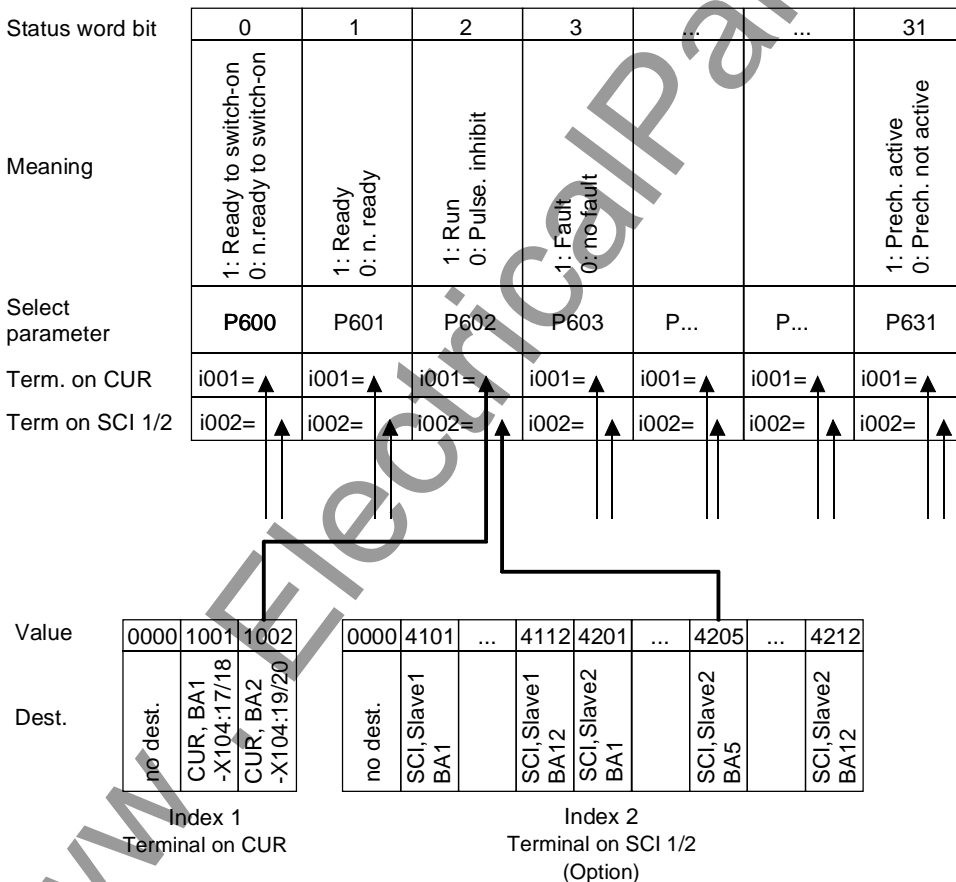 Status word bit 0 1 2 3 ... ... 31
Meaning
1: Ready to switch-on
0: n.ready to switch-on
1: Ready
0: n. ready
1: Run
0: Pulse. inhibit
1: Fault
0: no fault
1: Prech. active
0: Prech. not active
Select
parameter
P600 P601 P602 P603 P... P... P631
Term. on CUR i001= i001= i001= i001= i001= i001= i001=
Term on SCI 1/2 i002= i002= i002= i002= i002= i002= i002=
Value 0000 1001 1002 0000 4101 ... 4112 4201 ... 4205 ... 4212
Dest.
no dest.
CUR, BA1
-X104:17/18
CUR, BA2
-X104:19/20
no dest.
SCI,Slave1
BA1
SCI,Slave1
BA12
SCI,Slave2
BA1
SCI,Slave2
BA5
SCI,Slave2
BA12
Index 1
Terminal on CUR
Index 2
Terminal on SCI 1/2
(Option)
www.ElectricalPa